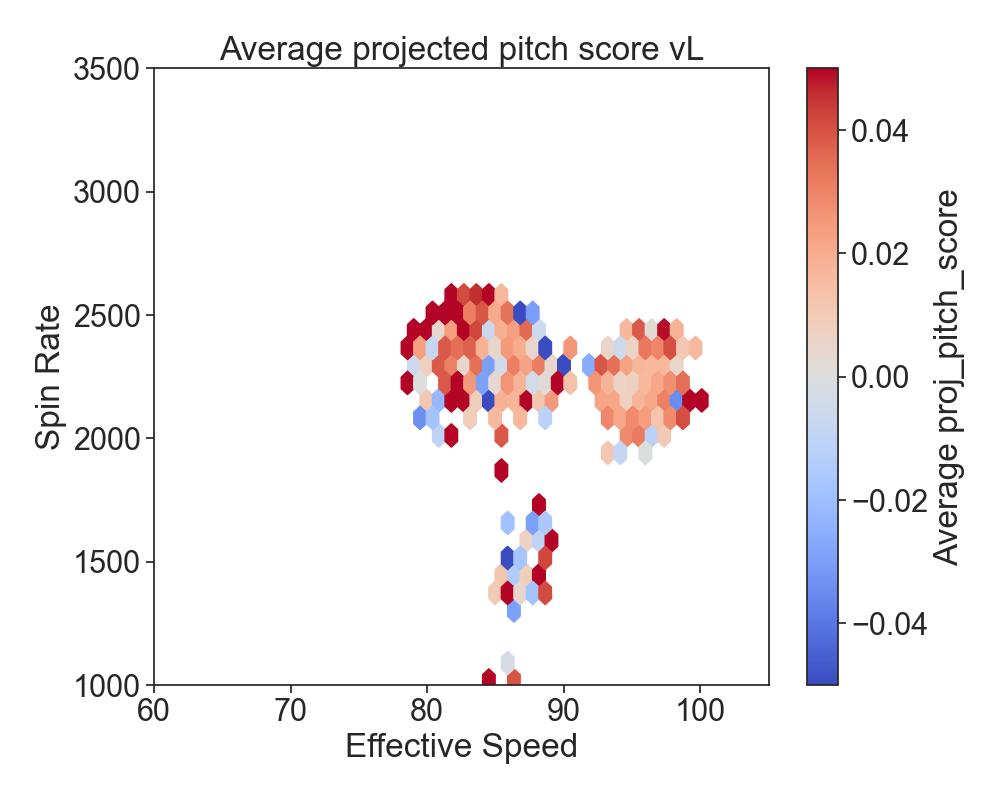 Average projected pitch score vL
3500
3000
2500
2000
1500
1000
Spin Rate
60 70 80 90 100
Effective Speed
0.04
0.02
0.00
−0.02
−0.04
Average proj_pitch_score